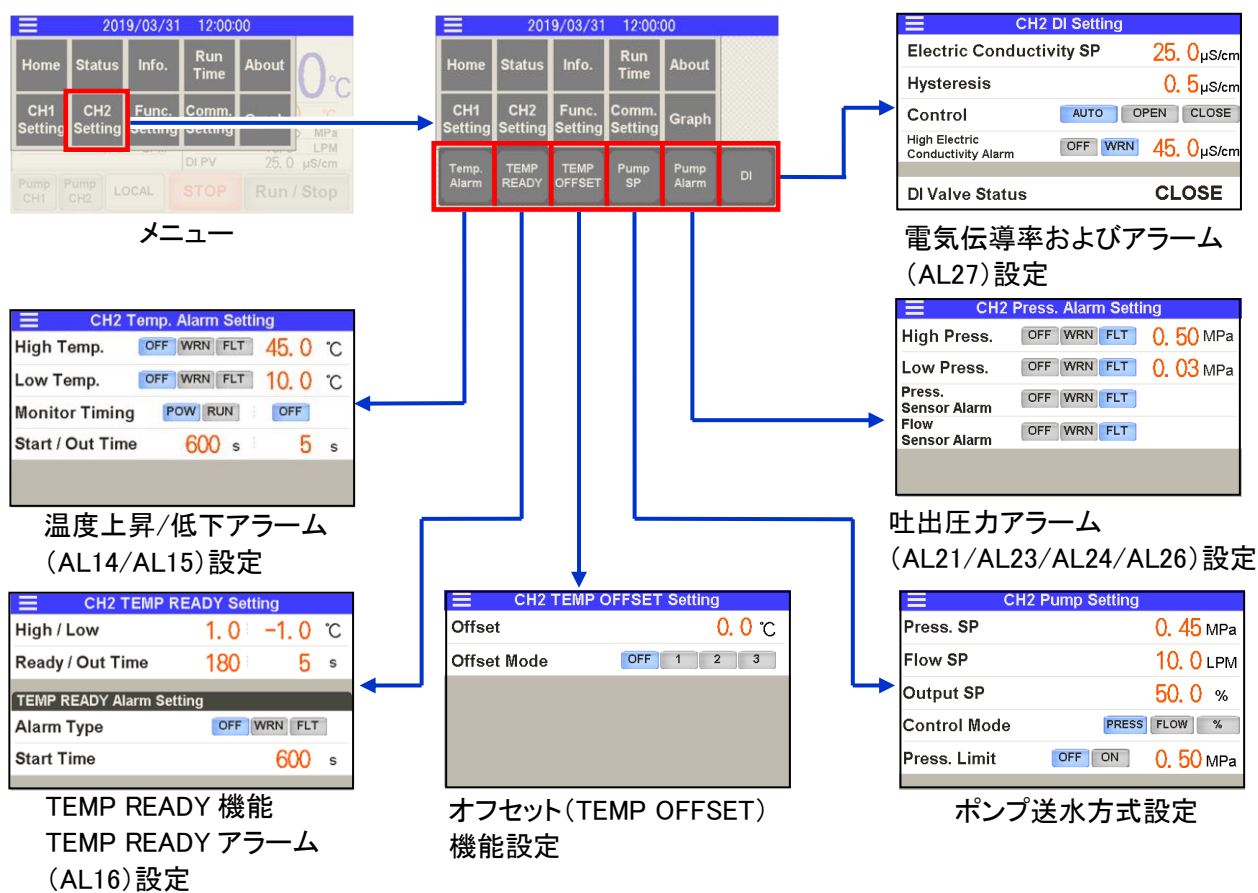 2019/03/31 12:00:00
Home Status Info. Run Time About
CH1 Setting CH2 Setting Func. Setting Comm. Setting
0℃
MPa
LPM
DI PV 25. 0 μS/cm
Pump CH1 Pump CH2 LOCAL STOP Run / Stop
メニュー
2019/03/31 12:00:00
Home Status Info. Run Time About
CH1 Setting CH2 Setting Func. Setting Comm. Setting Graph
Temp. Alarm TEMP READY TEMP OFFSET Pump SP Pump Alarm DI
CH2 DI Setting
Electric Conductivity SP 25. 0μS/cm
Hysteresis 0. 5μS/cm
Control AUTO OPEN CLOSE
High Electric Conductivity Alarm OFF WRN 45. 0μS/cm
DI Valve Status CLOSE
電気伝導率およびアラーム
(AL27)設定
CH2 Temp. Alarm Setting
High Temp. OFF WRN FLT 45. 0 ℃
Low Temp. OFF WRN FLT 10. 0 ℃
Monitor Timing POW RUN OFF
Start / Out Time 600 s 5 s
温度上昇/低下アラーム
(AL14/AL15)設定
CH2 Press. Alarm Setting
High Press. OFF WRN FLT 0. 50 MPa
Low Press. OFF WRN FLT 0. 03 MPa
Press. Sensor Alarm OFF WRN FLT
Flow Sensor Alarm OFF WRN FLT
吐出圧力アラーム
(AL21/AL23/AL24/AL26)設定
CH2 TEMP READY Setting
High / Low 1. 0 -1. 0 ℃
Ready / Out Time 180 5 s
TEMP READY Alarm Setting
Alarm Type OFF WRN FLT
Start Time 600 s
TEMP READY 機能
TEMP READY アラーム
(AL16)設定
CH2 TEMP OFFSET Setting
Offset 0. 0 ℃
Offset Mode OFF 1 2 3
オフセット(TEMP OFFSET)
機能設定
CH2 Pump Setting
Press. SP 0. 45 MPa
Flow SP 10. 0 LPM
Output SP 50. 0 %
Control Mode PRESS FLOW %
Press. Limit OFF ON 0. 50 MPa
ポンプ送水方式設定